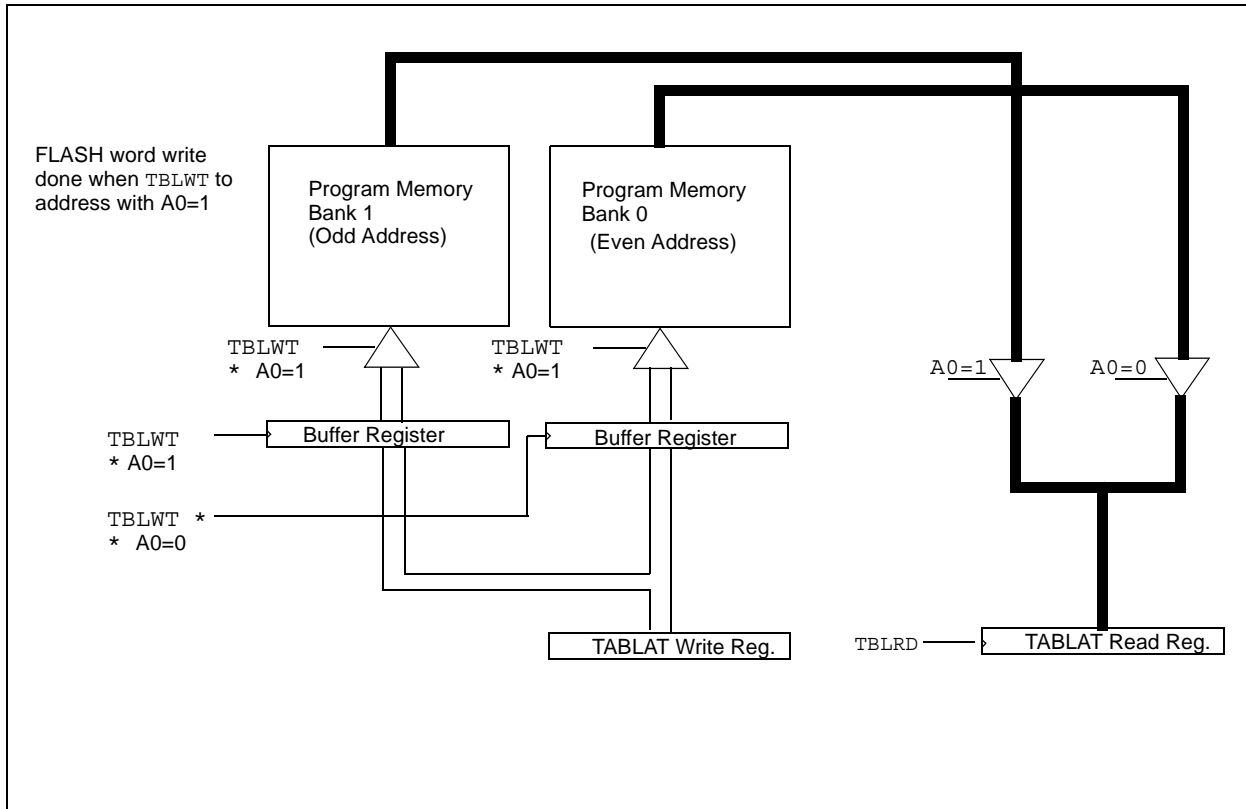 FLASH word write
done when TBLWT to
address with A0=1
Program Memory
Bank 1
(Odd Address)
Program Memory
Bank 0
(Even Address)
TBLWT
* A0=1
TBLWT
* A0=1
A0=1
A0=0
TBLWT
* A0=1
Buffer Register
Buffer Register
TBLWT *
* A0=0
TABLAT Write Reg.
TBLRD
TABLAT Read Reg.